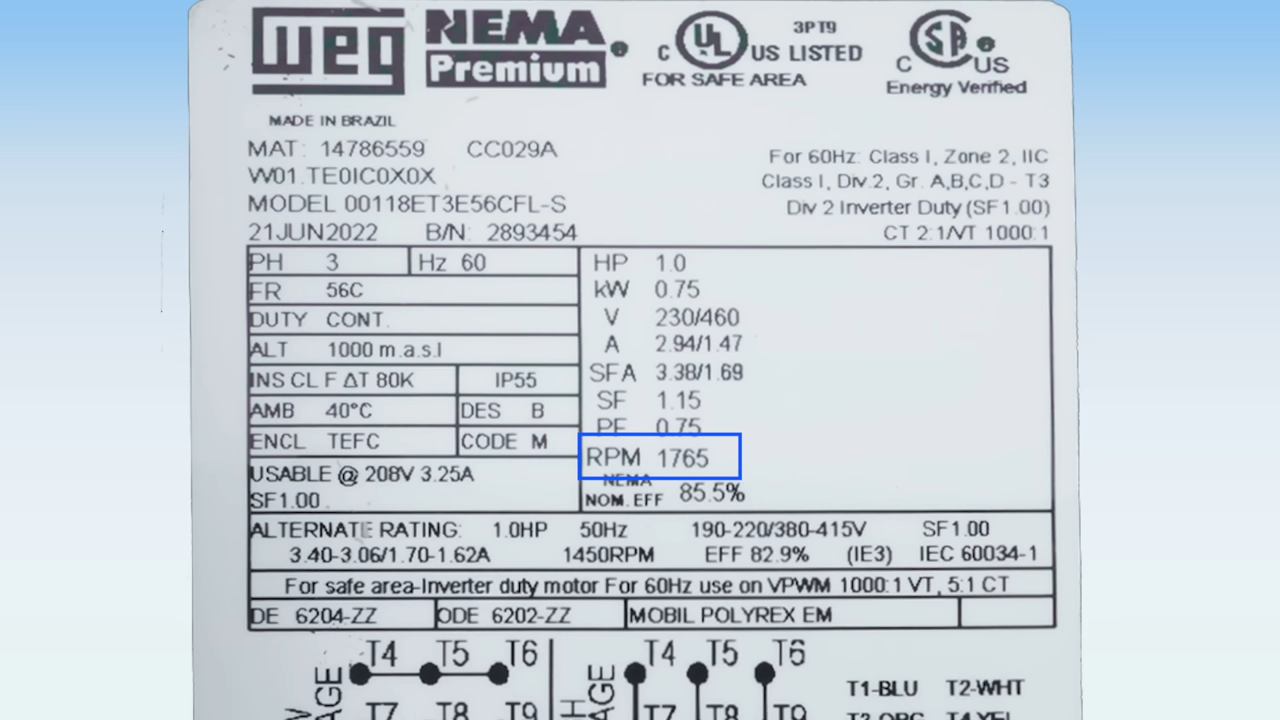 weg NEMA Premium ®
C UL US LISTED 3PT9
FOR SAFE AREA
C SA ® US
Energy Verified
MADE IN BRAZIL
MAT: 14786559 CC029A
W01.TE0IC0X0X
MODEL 00118ET3E56CFL-S
21JUN2022 B/N: 2893454
For 60Hz: Class I, Zone 2, IIC
Class I, Div.2, Gr. A,B,C,D - T3
Div 2 Inverter Duty (SF1.00)
CT 2:1/VT 1000:1
PH 3 Hz 60
FR 56C
DUTY CONT.
ALT 1000 m.a.s.l
INS CL F ΔT 80K IP55
AMB 40°C DES B
ENCL TEFC CODE M
USABLE @ 208V 3.25A
SF1.00
HP 1.0
kW 0.75
V 230/460
A 2.94/1.47
SFA 3.38/1.69
SF 1.15
PF 0.75
RPM 1765
NEMA
NOM. EFF 85.5%
ALTERNATE RATING: 1.0HP 50Hz 190-220/380-415V SF1.00
3.40-3.06/1.70-1.62A 1450RPM EFF 82.9% (IE3) IEC 60034-1
For safe area-Inverter duty motor For 60Hz use on VPWM 1000:1 VT, 5:1 CT
DE 6204-ZZ ODE 6202-ZZ MOBIL POLYREX EM
T4 T5 T6
T7 T8 T9
T4 T5 T6
T7 T8 T9
T1-BLU T2-WHT